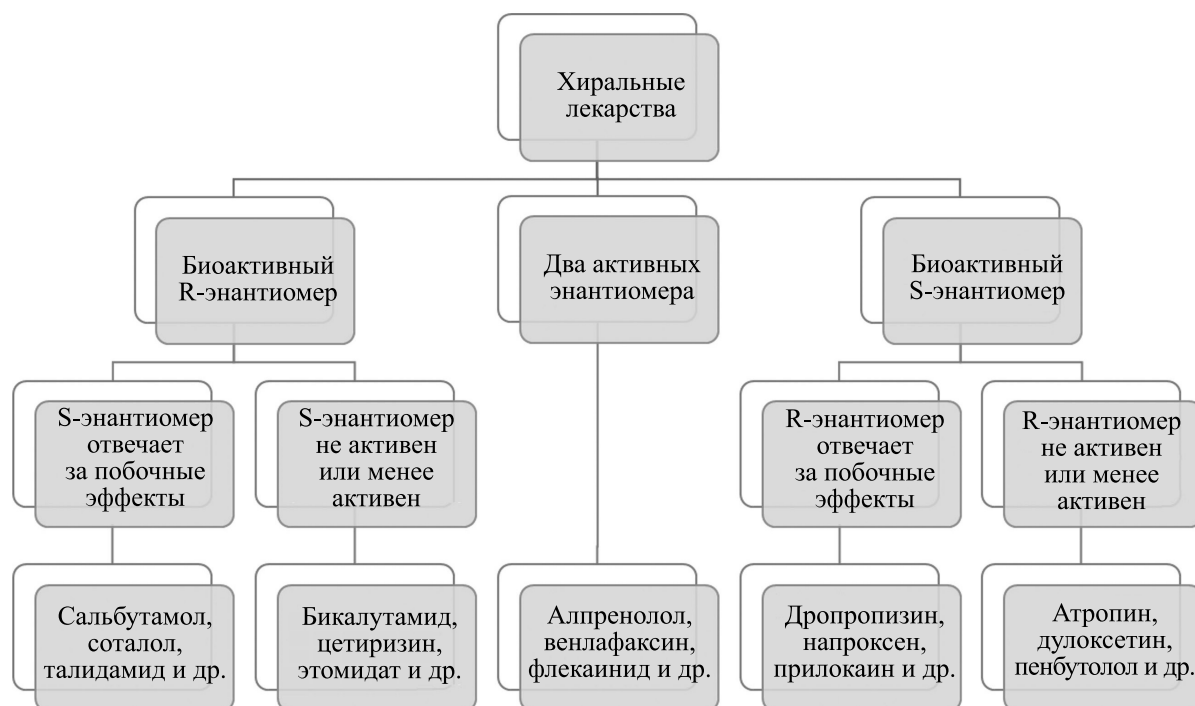 Хиральные
лекарства
Биоактивный
R-энантиомер
Два активных
энантиомера
Биоактивный
S-энантиомер
S-энантиомер
отвечает
за побочные
эффекты
S-энантиомер
не активен
или менее
активен
R-энантиомер
отвечает
за побочные
эффекты
R-энантиомер
не активен
или менее
активен
Сальбутамол,
соталол,
талидамид и др.
Бикалутамид,
цетиризин,
этомидат и др.
Алпренолол,
венлафаксин,
флекаинид и др.
Дропропизин,
напроксен,
прилокаин и др.
Атропин,
дулоксетин,
пенбутолол и др.